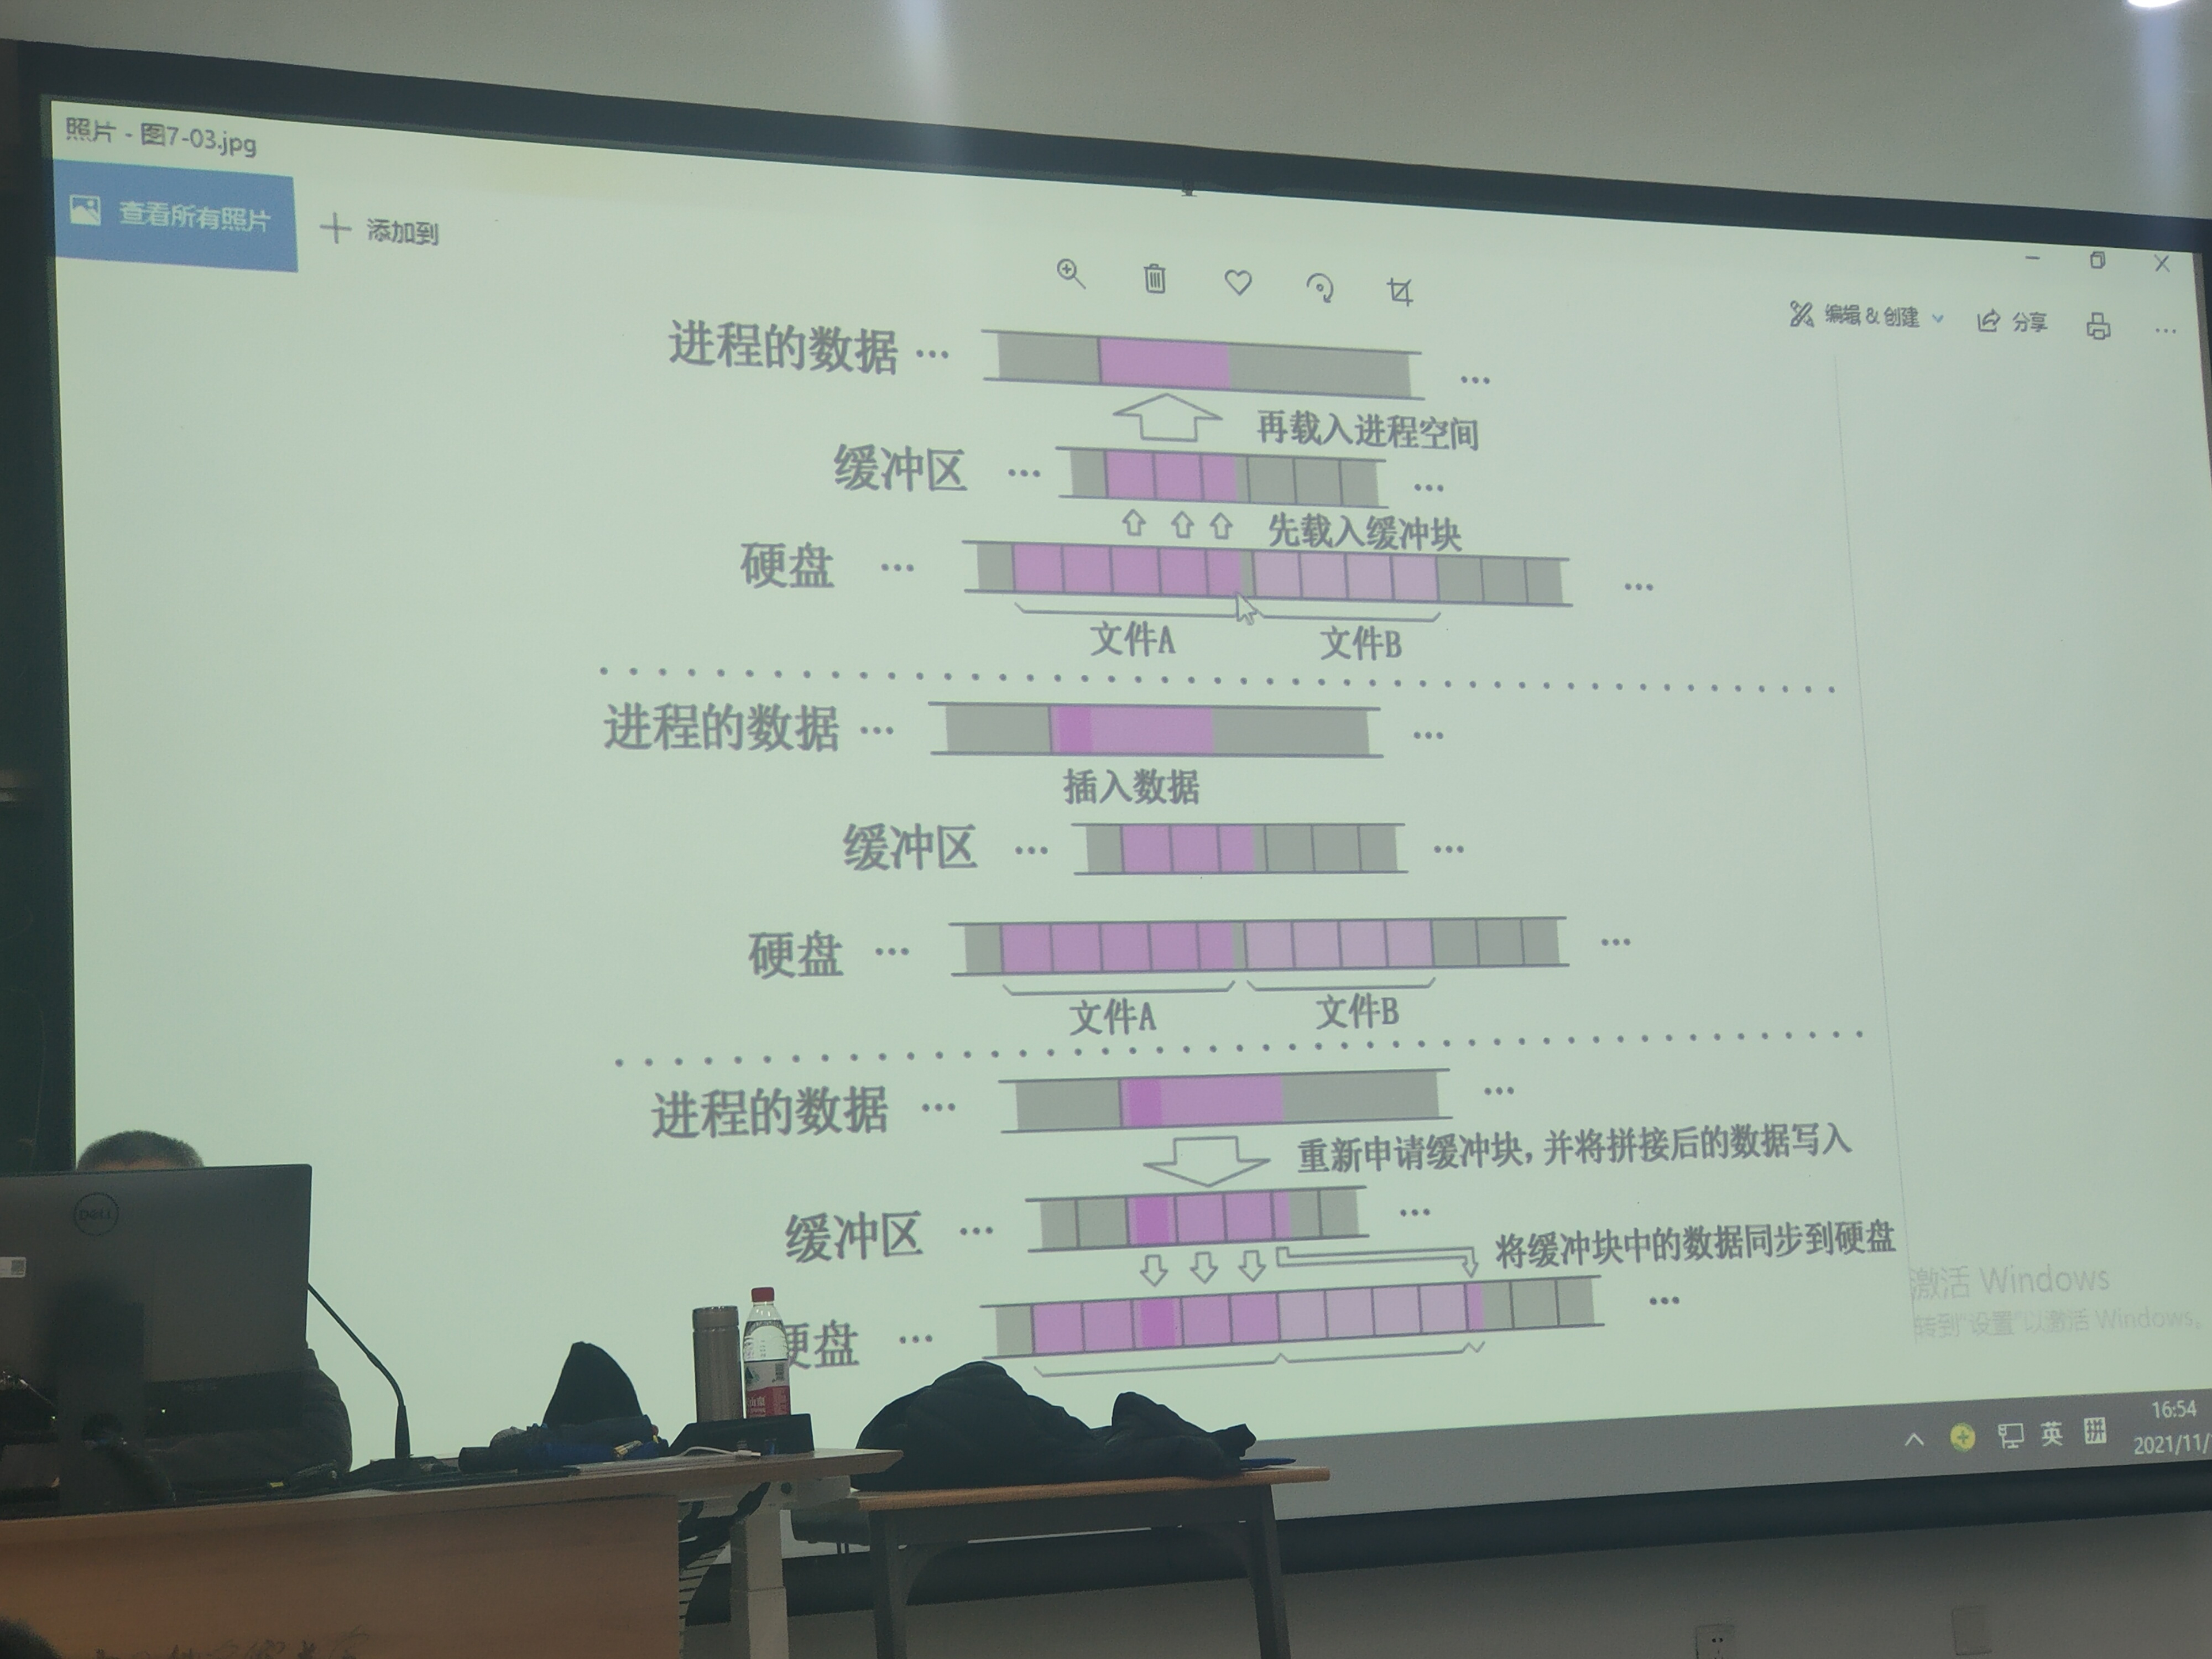 照片 - 图7-03.jpg
查看所有照片
添加到
编辑 & 创建
分享
进程的数据 ... ...
再载入进程空间
缓冲区 ... ...
先载入缓冲块
硬盘 ... ...
文件A 文件B
进程的数据 ... ...
插入数据
缓冲区 ... ...
硬盘 ... ...
文件A 文件B
进程的数据 ... ...
重新申请缓冲块，并将拼接后的数据写入
缓冲区 ... ...
将缓冲块中的数据同步到硬盘
硬盘 ... ...
激活 Windows
转到"设置"以激活 Windows。
英 拼
16:54
2021/11/
DELL